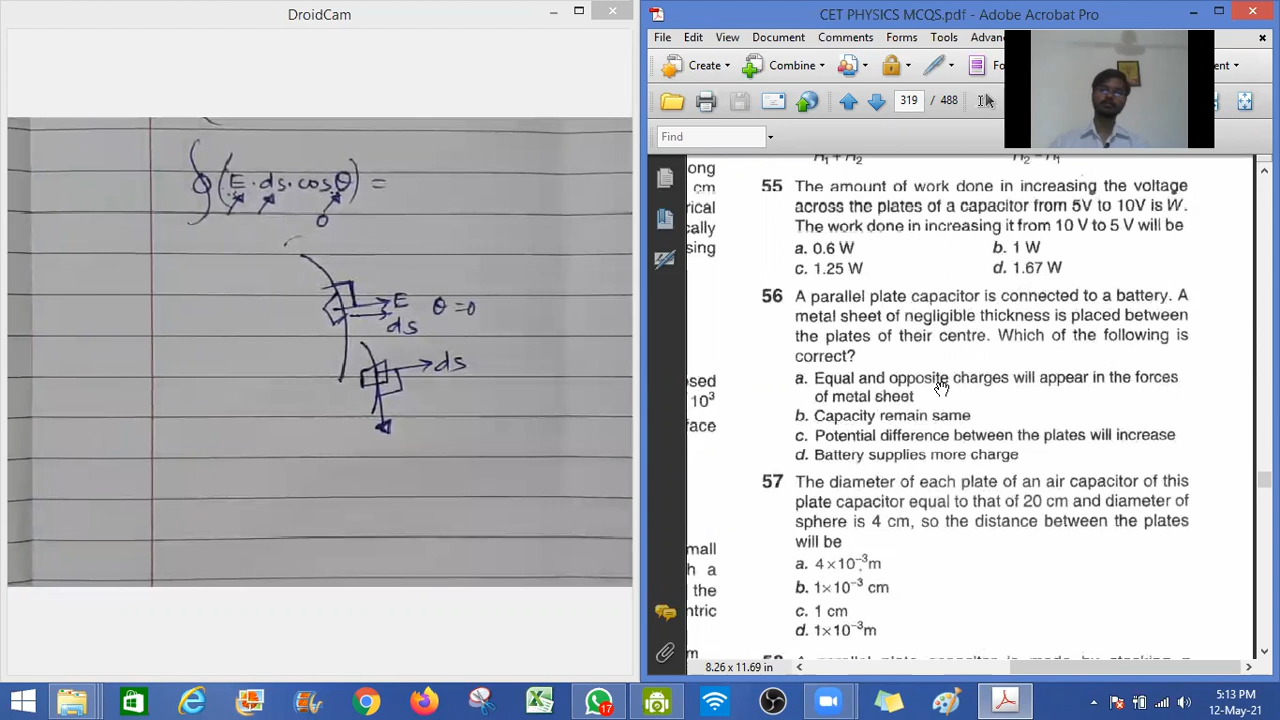 DroidCam
E · ds · cos θ =
0
E θ = 0
ds
ds
CET PHYSICS MCQS.pdf - Adobe Acrobat Pro
File Edit View Document Comments Forms Tools Advan
Create Combine
319 / 488
Find
55 The amount of work done in increasing the voltage
across the plates of a capacitor from 5V to 10V is W.
The work done in increasing it from 10 V to 5 V will be
a. 0.6 W b. 1 W
c. 1.25 W d. 1.67 W
56 A parallel plate capacitor is connected to a battery. A
metal sheet of negligible thickness is placed between
the plates of their centre. Which of the following is
correct?
a. Equal and opposite charges will appear in the forces
of metal sheet
b. Capacity remain same
c. Potential difference between the plates will increase
d. Battery supplies more charge
57 The diameter of each plate of an air capacitor of this
plate capacitor equal to that of 20 cm and diameter of
sphere is 4 cm, so the distance between the plates
will be
a. 4×10⁻³m
b. 1×10⁻³ cm
c. 1 cm
d. 1×10⁻³m
8.26 x 11.69 in
17
5:13 PM
12-May-21